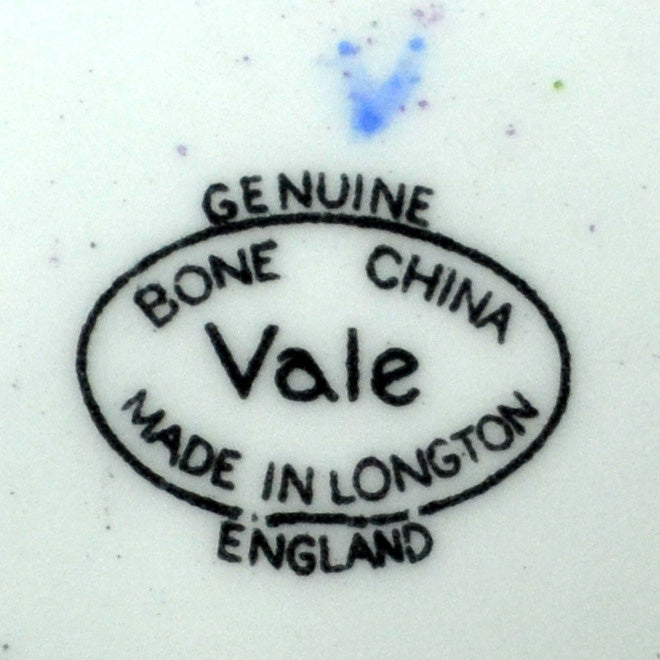 GENUINE
BONE CHINA
Vale
MADE IN LONGTON
ENGLAND